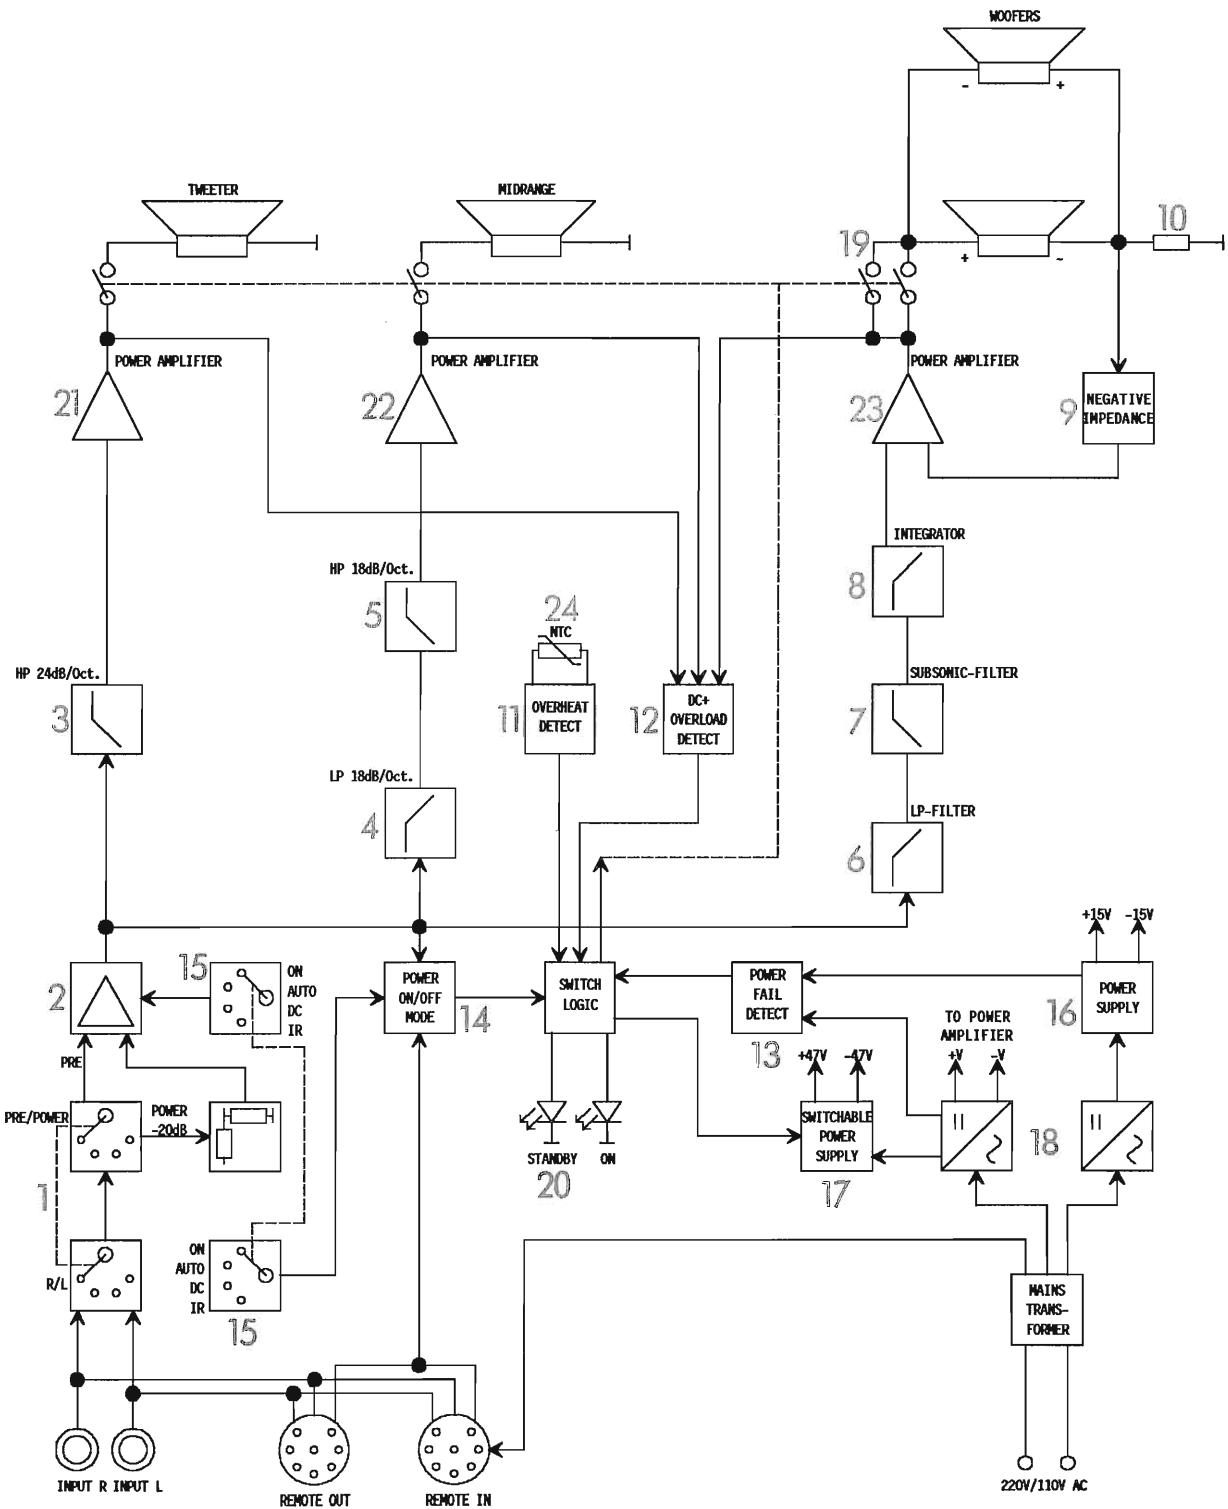 WOOFERS
- +
TWEETER
MIDRANGE
10
19
+ -
POWER AMPLIFIER
POWER AMPLIFIER
POWER AMPLIFIER
21
22
23
9
NEGATIVE
IMPEDANCE
INTEGRATOR
HP 18dB/Oct.
5
24
NTC
8
HP 24dB/Oct.
3
11
OVERHEAT
DETECT
12
DC+
OVERLOAD
DETECT
SUBSONIC-FILTER
7
LP 18dB/Oct.
4
LP-FILTER
6
+15V -15V
2
15
ON
AUTO
DC
IR
POWER
ON/OFF
MODE
14
SWITCH
LOGIC
POWER
FAIL
DETECT
13
16
POWER
SUPPLY
TO POWER
AMPLIFIER
+V -V
+47V -47V
PRE
PRE/POWER
POWER
-20dB
STANDBY ON
20
SWITCHABLE
POWER
SUPPLY
17
18
1
R/L
ON
AUTO
DC
IR
15
MAINS
TRANS-
FORMER
INPUT R INPUT L
REMOTE OUT
REMOTE IN
220V/110V AC